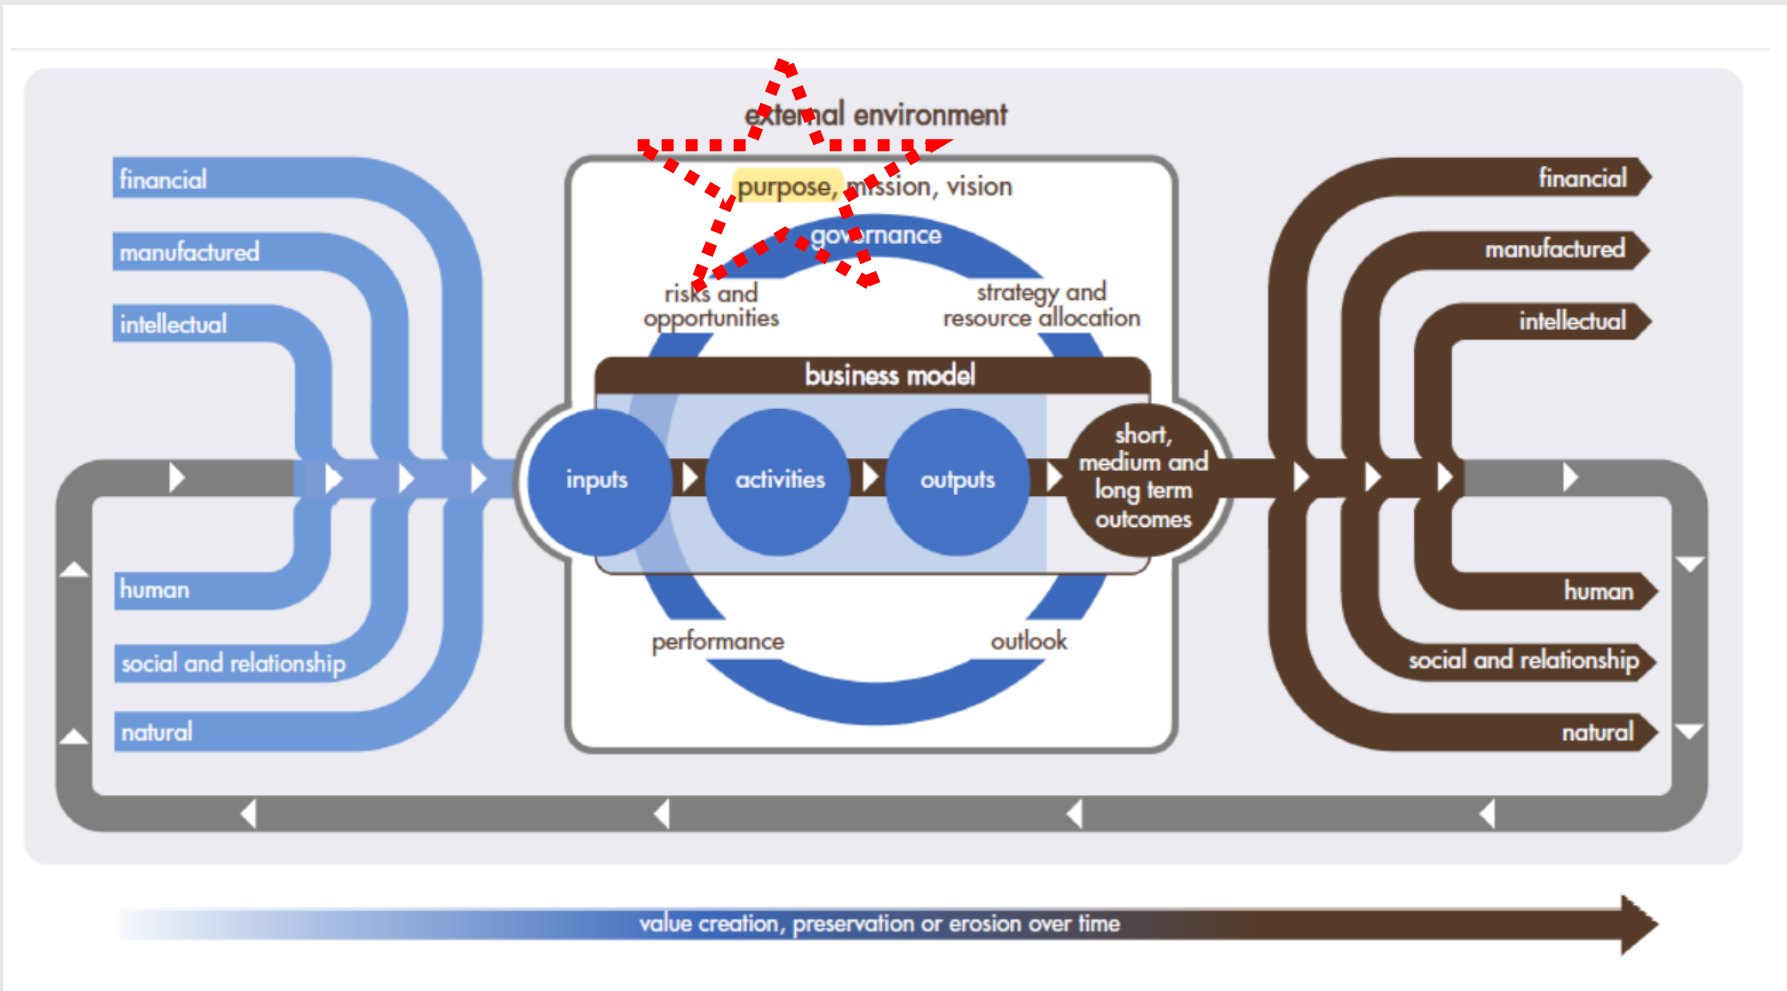 external environment
financial
manufactured
intellectual
human
social and relationship
natural
purpose, mission, vision
governance
risks and
opportunities
strategy and
resource allocation
business model
inputs
activities
outputs
short,
medium and
long term
outcomes
performance
outlook
financial
manufactured
intellectual
human
social and relationship
natural
value creation, preservation or erosion over time